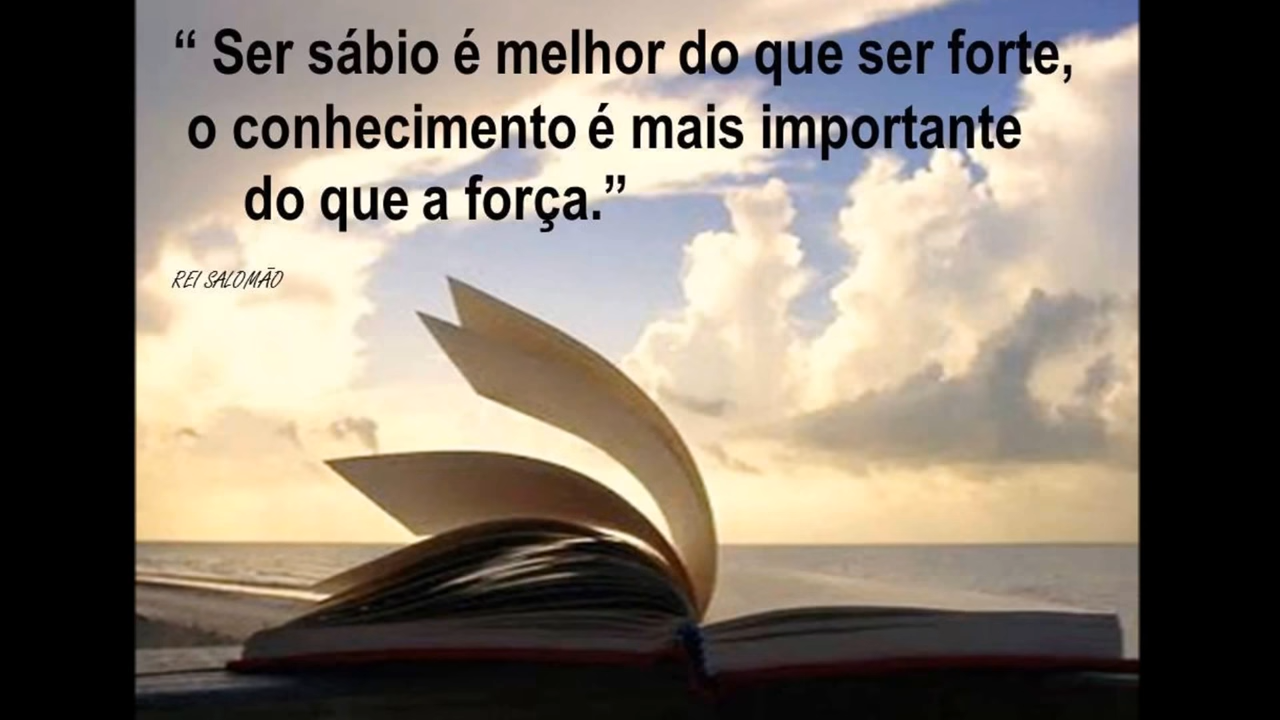 “ Ser sábio é melhor do que ser forte,
o conhecimento é mais importante
do que a força.”
REI SALOMÃO